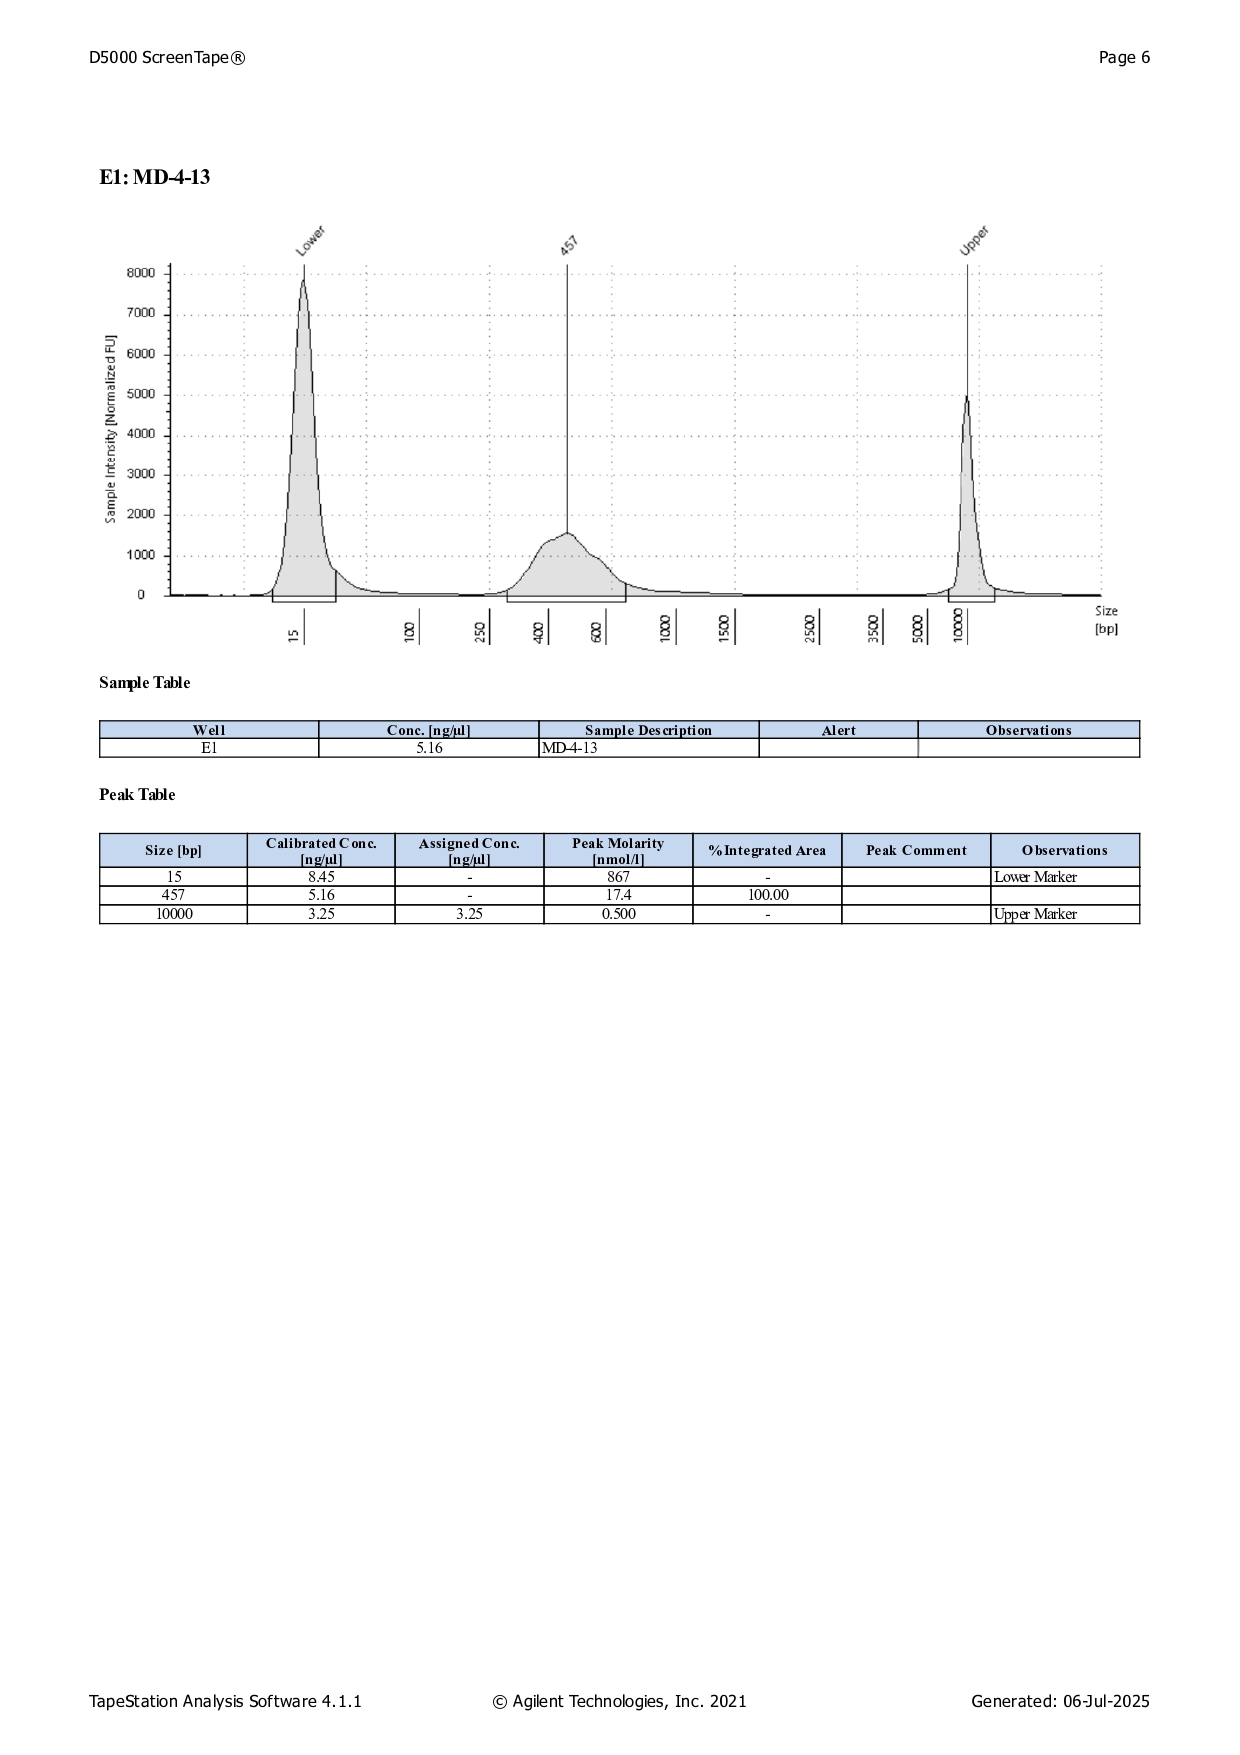 D5000 ScreenTape® Page 6
E1: MD-4-13
Lower 457 Upper
Sample Intensity [Normalized FU]
8000
7000
6000
5000
4000
3000
2000
1000
0
15 100 250 400 600 1000 1500 2500 3500 5000 10000
Size
[bp]
Sample Table
Well Conc. [ng/µl] Sample Description Alert Observations
E1 5.16 MD-4-13
Peak Table
Size [bp] Calibrated Conc. [ng/µl] Assigned Conc. [ng/µl] Peak Molarity [nmol/l] % Integrated Area Peak Comment Observations
15 8.45 - 867 - Lower Marker
457 5.16 - 17.4 100.00
10000 3.25 3.25 0.500 - Upper Marker
TapeStation Analysis Software 4.1.1 © Agilent Technologies, Inc. 2021 Generated: 06-Jul-2025